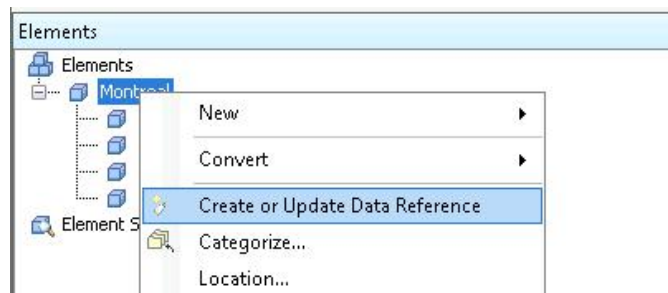 Elements
Elements
Montreal
New
Convert
Create or Update Data Reference
Element S
Categorize...
Location...